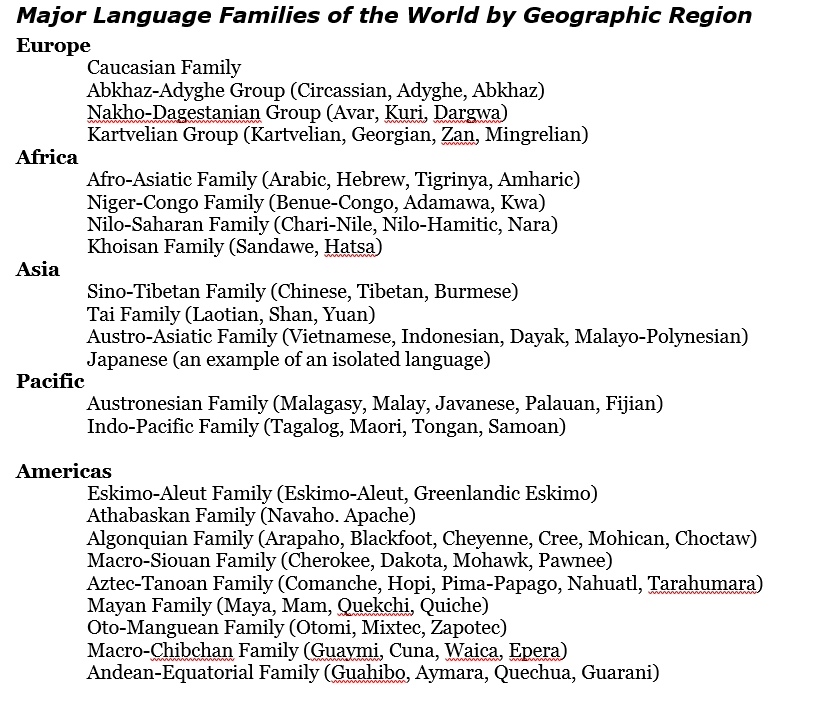 Major Language Families of the World by Geographic Region
Europe
Caucasian Family
Abkhaz-Adyghe Group (Circassian, Adyghe, Abkhaz)
Nakho-Dagestanian Group (Avar, Kuri, Dargwa)
Kartvelian Group (Kartvelian, Georgian, Zan, Mingrelian)
Africa
Afro-Asiatic Family (Arabic, Hebrew, Tigrinya, Amharic)
Niger-Congo Family (Benue-Congo, Adamawa, Kwa)
Nilo-Saharan Family (Chari-Nile, Nilo-Hamitic, Nara)
Khoisan Family (Sandawe, Hatsa)
Asia
Sino-Tibetan Family (Chinese, Tibetan, Burmese)
Tai Family (Laotian, Shan, Yuan)
Austro-Asiatic Family (Vietnamese, Indonesian, Dayak, Malayo-Polynesian)
Japanese (an example of an isolated language)
Pacific
Austronesian Family (Malagasy, Malay, Javanese, Palauan, Fijian)
Indo-Pacific Family (Tagalog, Maori, Tongan, Samoan)
Americas
Eskimo-Aleut Family (Eskimo-Aleut, Greenlandic Eskimo)
Athabaskan Family (Navaho. Apache)
Algonquian Family (Arapaho, Blackfoot, Cheyenne, Cree, Mohican, Choctaw)
Macro-Siouan Family (Cherokee, Dakota, Mohawk, Pawnee)
Aztec-Tanoan Family (Comanche, Hopi, Pima-Papago, Nahuatl, Tarahumara)
Mayan Family (Maya, Mam, Quekchi, Quiche)
Oto-Manguean Family (Otomi, Mixtec, Zapotec)
Macro-Chibchan Family (Guaymi, Cuna, Waica, Epera)
Andean-Equatorial Family (Guahibo, Aymara, Quechua, Guarani)